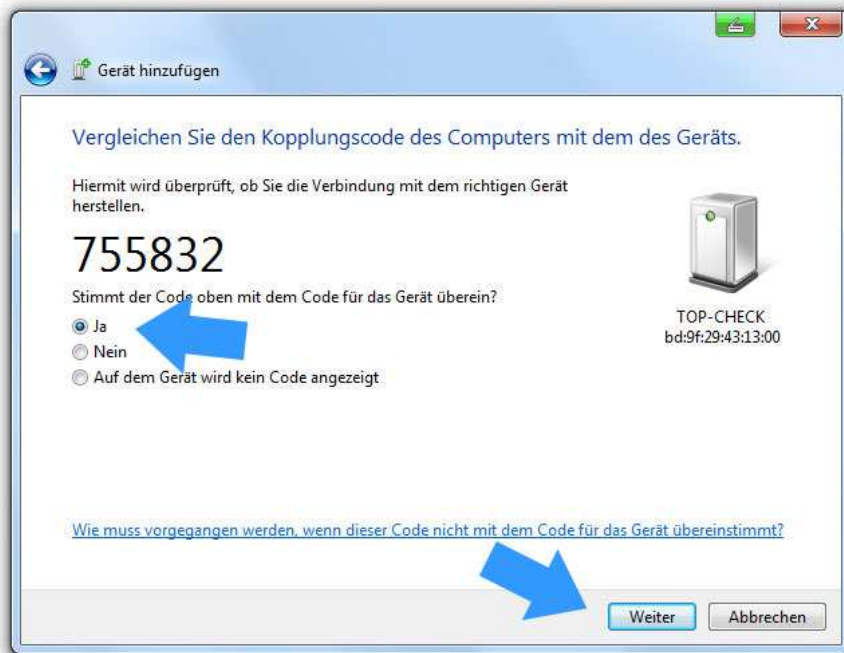 Gerät hinzufügen
Vergleichen Sie den Kopplungscode des Computers mit dem des Geräts.
Hiermit wird überprüft, ob Sie die Verbindung mit dem richtigen Gerät
herstellen.
755832
Stimmt der Code oben mit dem Code für das Gerät überein?
Ja
Nein
Auf dem Gerät wird kein Code angezeigt
TOP-CHECK
bd:9f:29:43:13:00
Wie muss vorgegangen werden, wenn dieser Code nicht mit dem Code für das Gerät übereinstimmt?
Weiter
Abbrechen